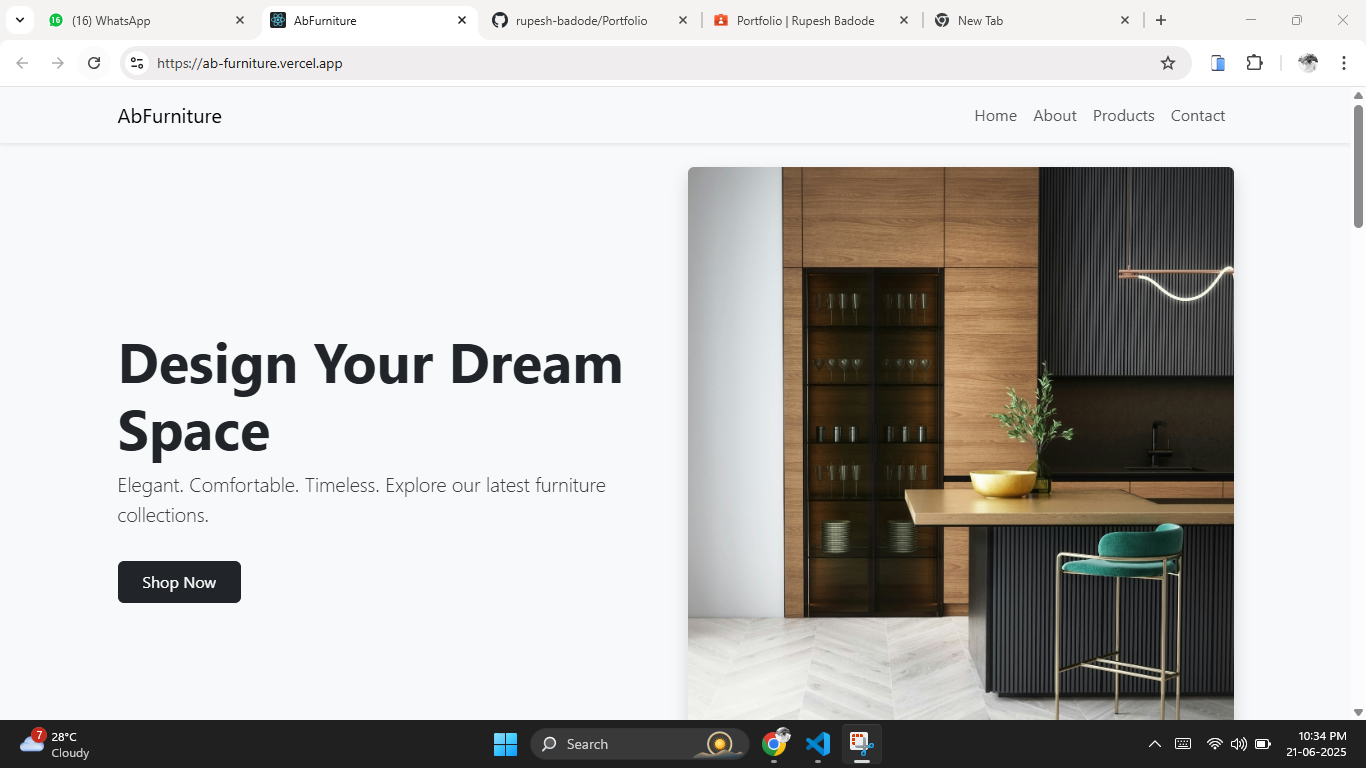 (16) WhatsApp
AbFurniture
rupesh-badode/Portfolio
Portfolio | Rupesh Badode
New Tab
https://ab-furniture.vercel.app
AbFurniture
Home About Products Contact
Design Your Dream
Space
Elegant. Comfortable. Timeless. Explore our latest furniture
collections.
Shop Now
7
28°C
Cloudy
Search
10:34 PM
21-06-2025